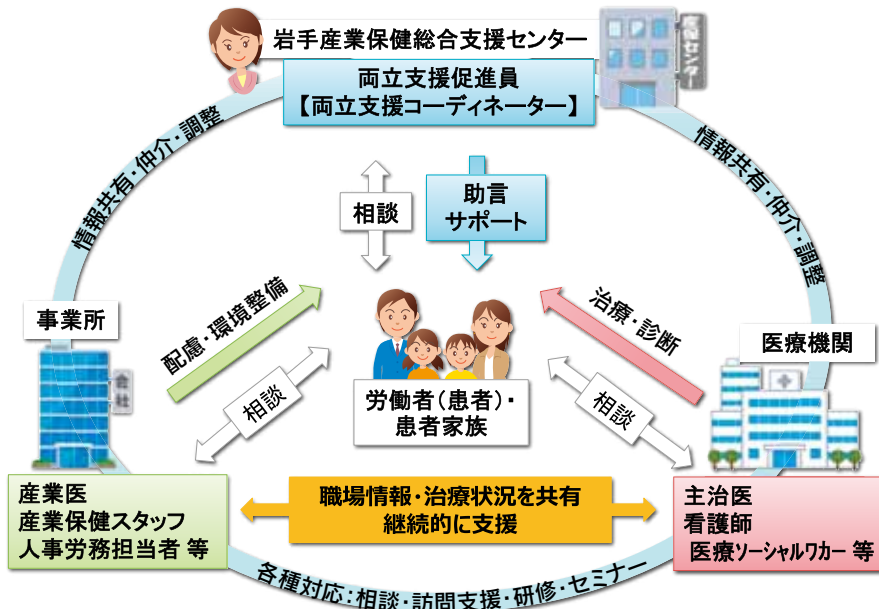 岩手産業保健総合支援センター
産保センター
両立支援促進員
【両立支援コーディネーター】
情報共有・仲介・調整
情報共有・仲介・調整
相談
助言
サポート
事業所
配慮・環境整備
治療・診断
医療機関
会社
相談
相談
労働者（患者）・
患者家族
産業医
産業保健スタッフ
人事労務担当者 等
職場情報・治療状況を共有
継続的に支援
主治医
看護師
医療ソーシャルワカー 等
各種対応：相談・訪問支援・研修・セミナー